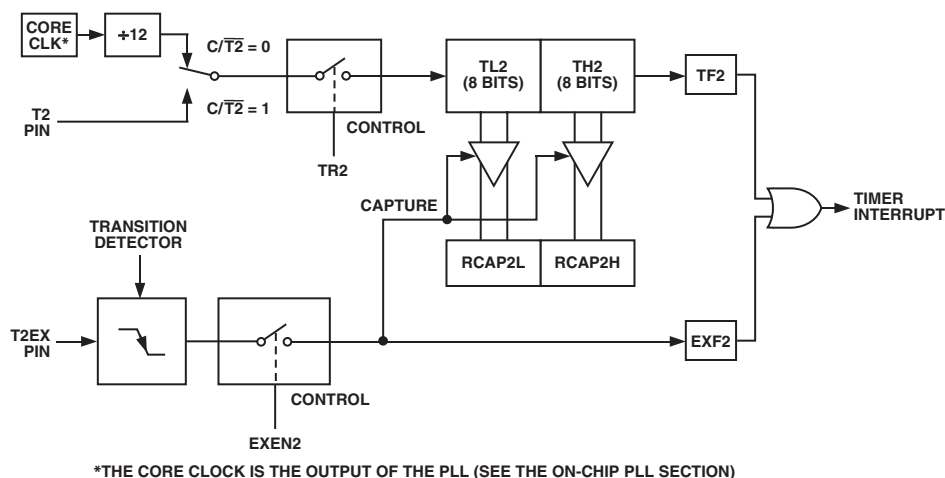 CORE
CLK*
÷12
C/T2 = 0
C/T2 = 1
T2
PIN
CONTROL
TR2
TL2
(8 BITS)
TH2
(8 BITS)
TF2
CAPTURE
TRANSITION
DETECTOR
RCAP2L
RCAP2H
TIMER
INTERRUPT
T2EX
PIN
CONTROL
EXEN2
EXF2
*THE CORE CLOCK IS THE OUTPUT OF THE PLL (SEE THE ON-CHIP PLL SECTION)